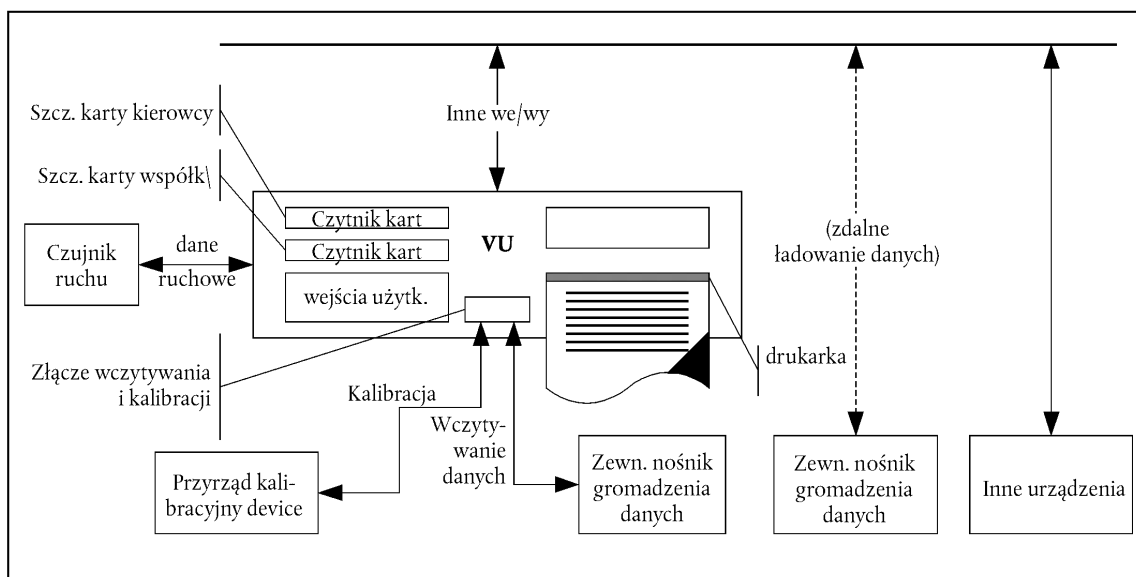 Szcz. karty kierowcy
Inne we/wy
Szcz. karty współk\
Czytnik kart
Czytnik kart
VU
wejścia użytk.
Czujnik
ruchu
dane
ruchowe
(zdalne
ładowanie danych)
drukarka
Złącze wczytywania
i kalibracji
Kalibracja
Wczyty-
wanie
danych
Przyrząd kali-
bracyjny device
Zewn. nośnik
gromadzenia
danych
Zewn. nośnik
gromadzenia
danych
Inne urządzenia